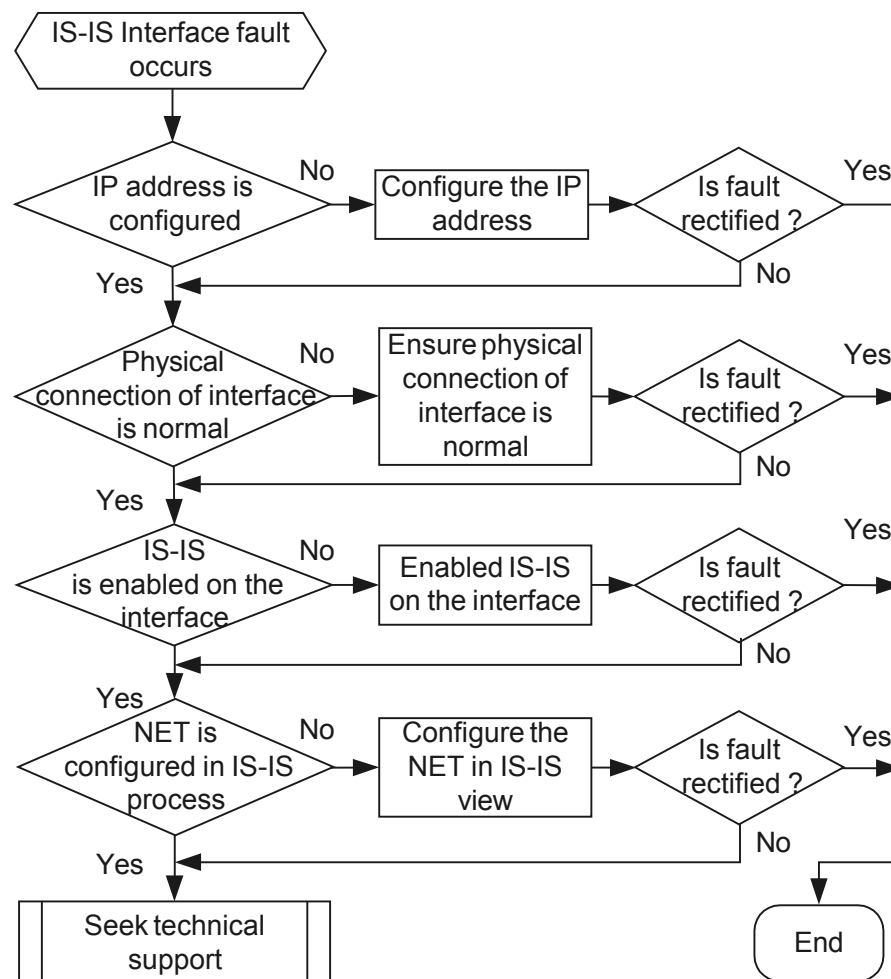 IS-IS Interface fault
occurs
IP address is
configured
No
Configure the IP
address
Is fault
rectified ?
Yes
Yes
No
Physical
connection of interface
is normal
No
Ensure physical
connection of
interface is
normal
Is fault
rectified ?
Yes
Yes
No
IS-IS
is enabled on the
interface
No
Enabled IS-IS
on the interface
Is fault
rectified ?
Yes
Yes
No
NET is
configured in IS-IS
process
No
Configure the
NET in IS-IS
view
Is fault
rectified ?
Yes
Yes
No
Seek technical
support
End